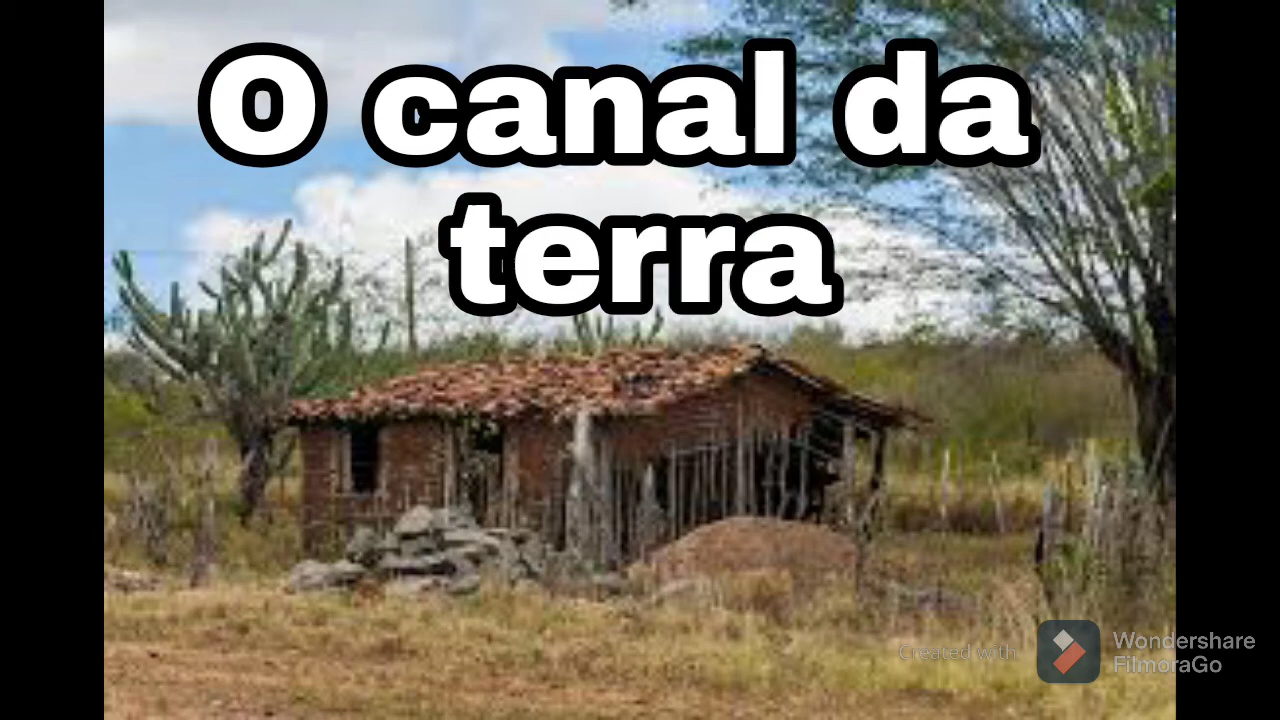 O canal da
terra
Created with
Wondershare
FilmoraGo